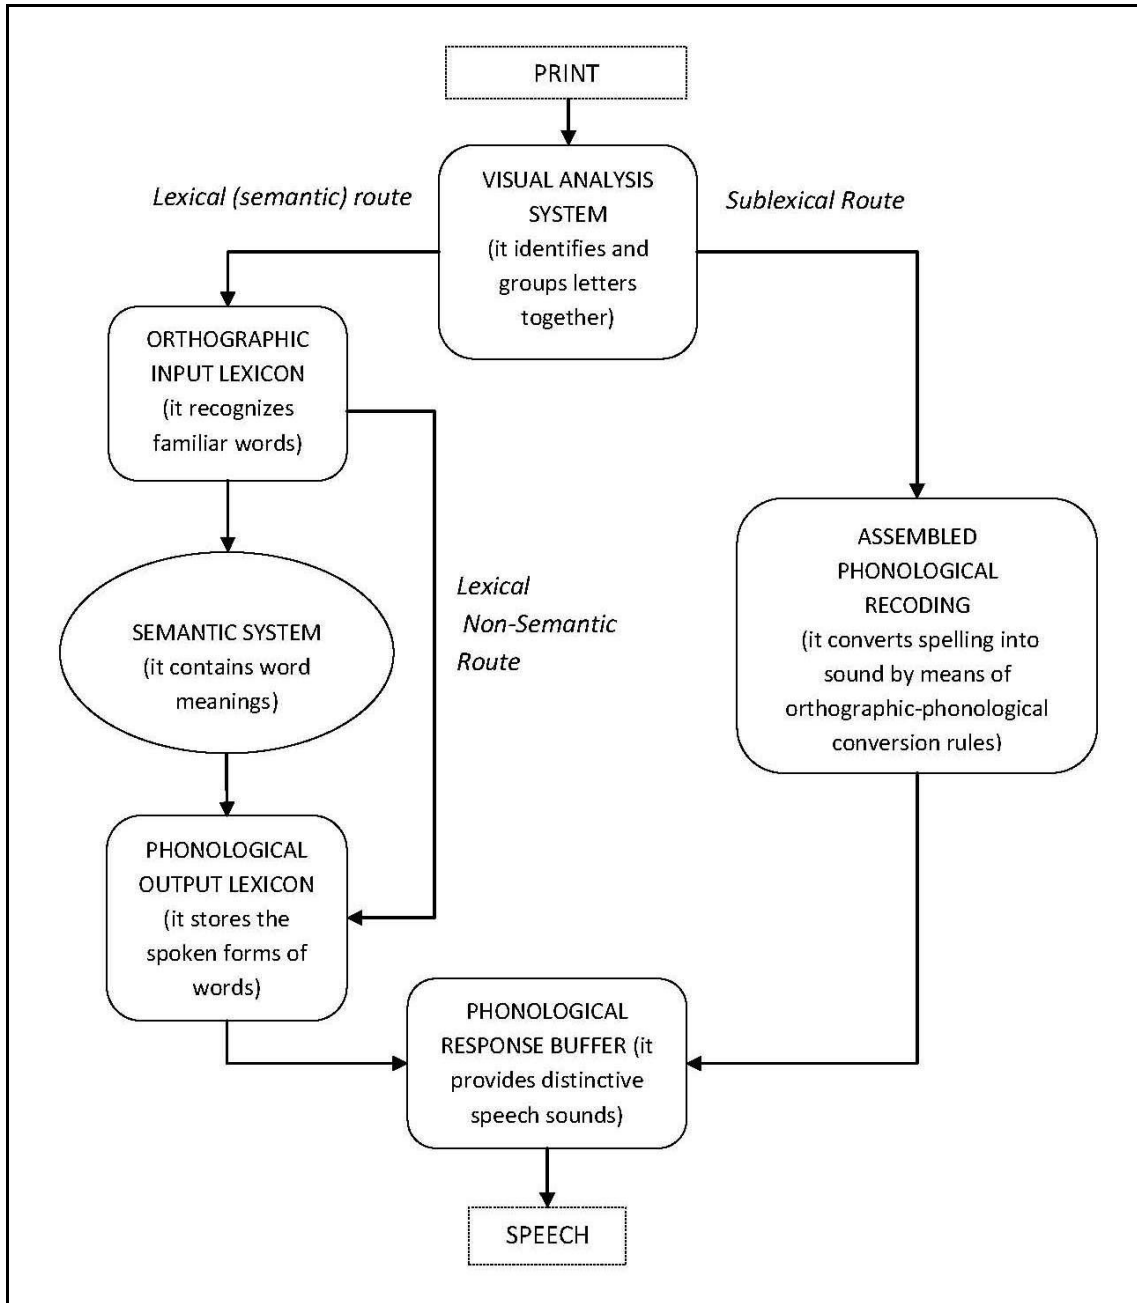 PRINT
Lexical (semantic) route
VISUAL ANALYSIS
SYSTEM
(it identifies and
groups letters
together)
Sublexical Route
ORTHOGRAPHIC
INPUT LEXICON
(it recognizes
familiar words)
Lexical
Non-Semantic
Route
SEMANTIC SYSTEM
(it contains word
meanings)
ASSEMBLED
PHONOLOGICAL
RECODING
(it converts spelling into
sound by means of
orthographic-phonological
conversion rules)
PHONOLOGICAL
OUTPUT LEXICON
(it stores the
spoken forms of
words)
PHONOLOGICAL
RESPONSE BUFFER (it
provides distinctive
speech sounds)
SPEECH